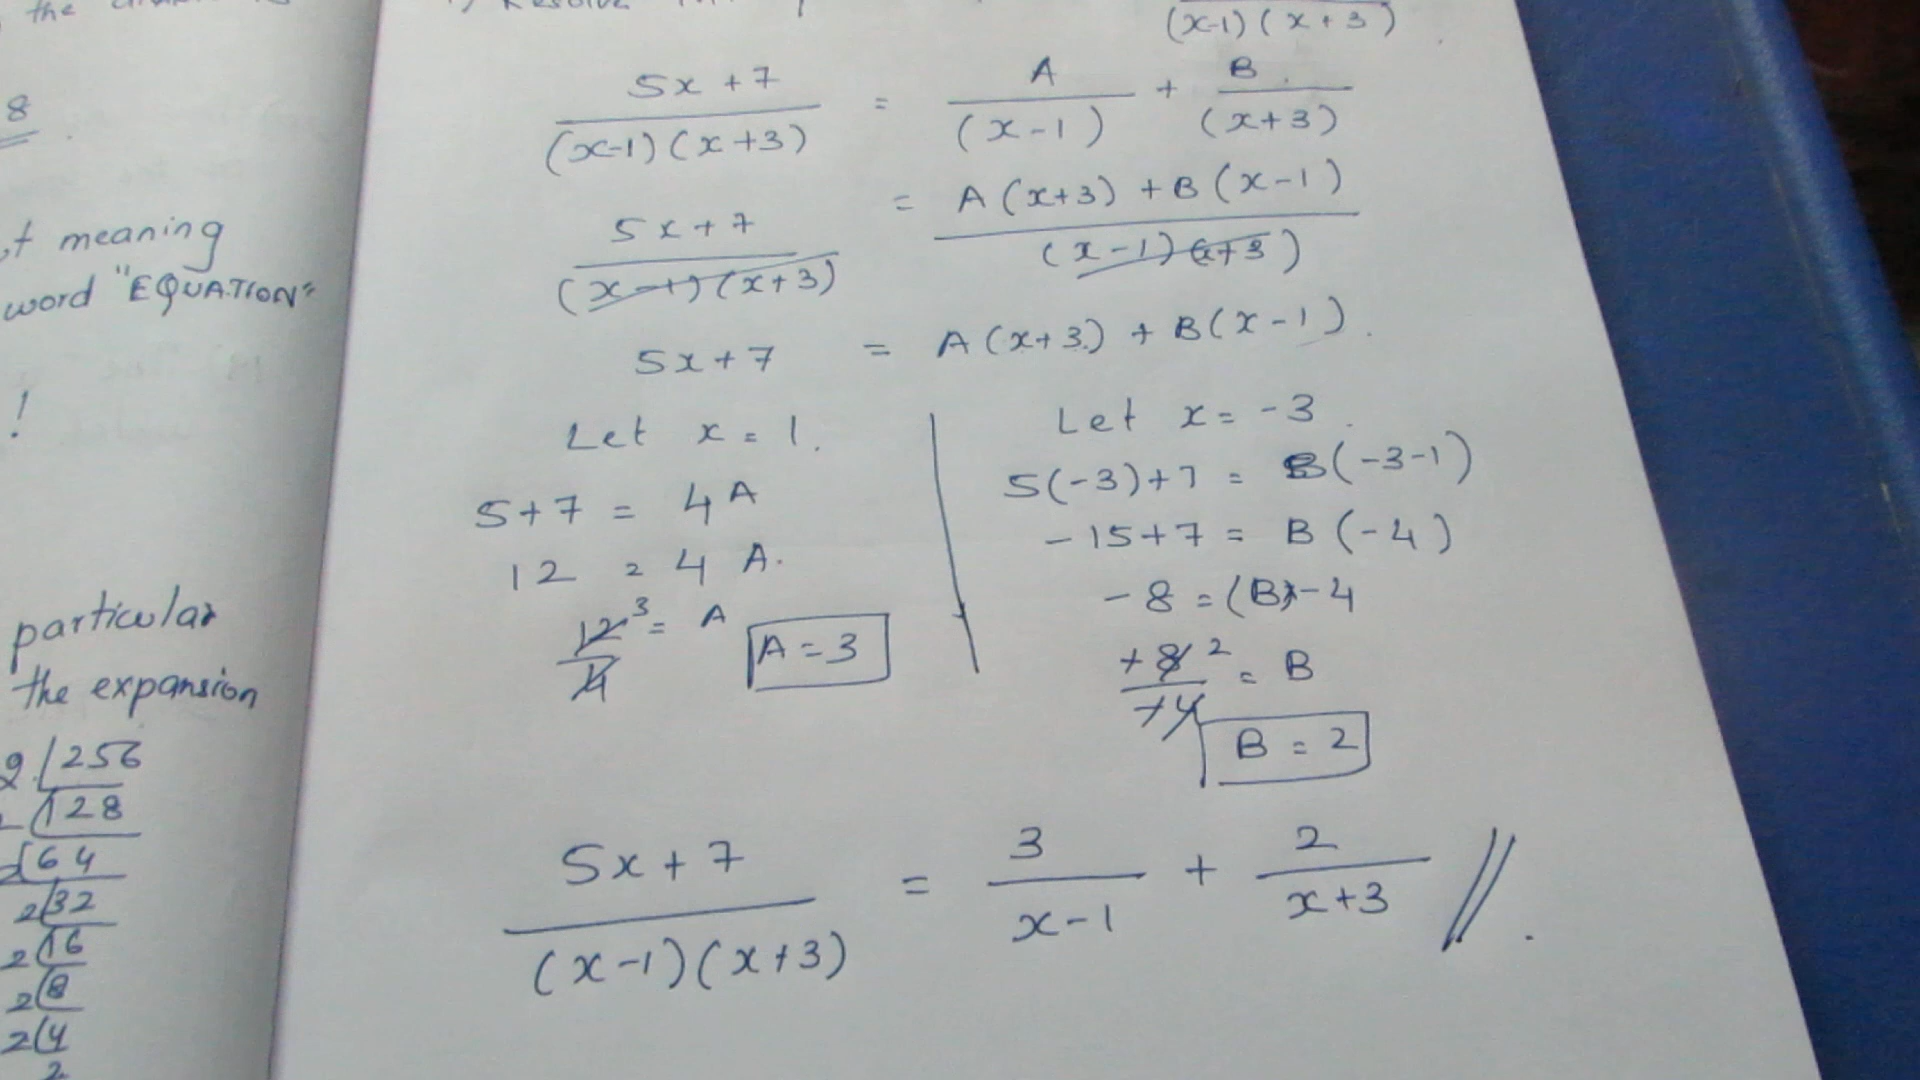 the
8
meaning
word "EQUATION"
!
particular
the expansion
2 256
128
64
2 32
2 16
2 8
2 4
2
Resolve
(x-1) (x+3)
5x+7 / (x-1)(x+3) = A / (x-1) + B / (x+3)
5x+7 / (x-1)(x+3) = A(x+3)+B(x-1) / (x-1)(x+3)
5x+7 = A(x+3)+B(x-1).
Let x=1.
5+7 = 4A
12 = 4A.
12/4 3 = A
A=3
Let x=-3.
5(-3)+7 = B(-3-1)
-15+7 = B(-4)
-8=(B)-4
+8/+4 2 = B
B=2
5x+7 / (x-1)(x+3) = 3 / x-1 + 2 / x+3 //.